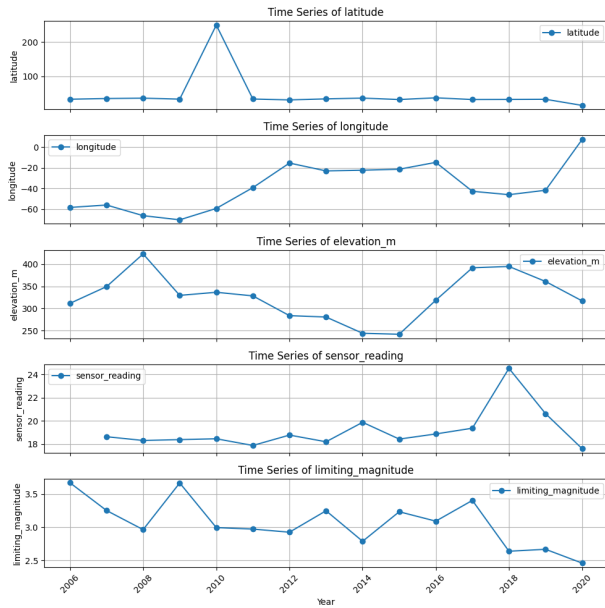 Time Series of latitude
latitude
200
100
latitude
Time Series of longitude
longitude
0
−20
−40
−60
longitude
Time Series of elevation_m
elevation_m
400
350
300
250
elevation_m
Time Series of sensor_reading
sensor_reading
24
22
20
18
sensor_reading
Time Series of limiting_magnitude
limiting_magnitude
3.5
3.0
2.5
limiting_magnitude
2006 2008 2010 2012 2014 2016 2018 2020
Year